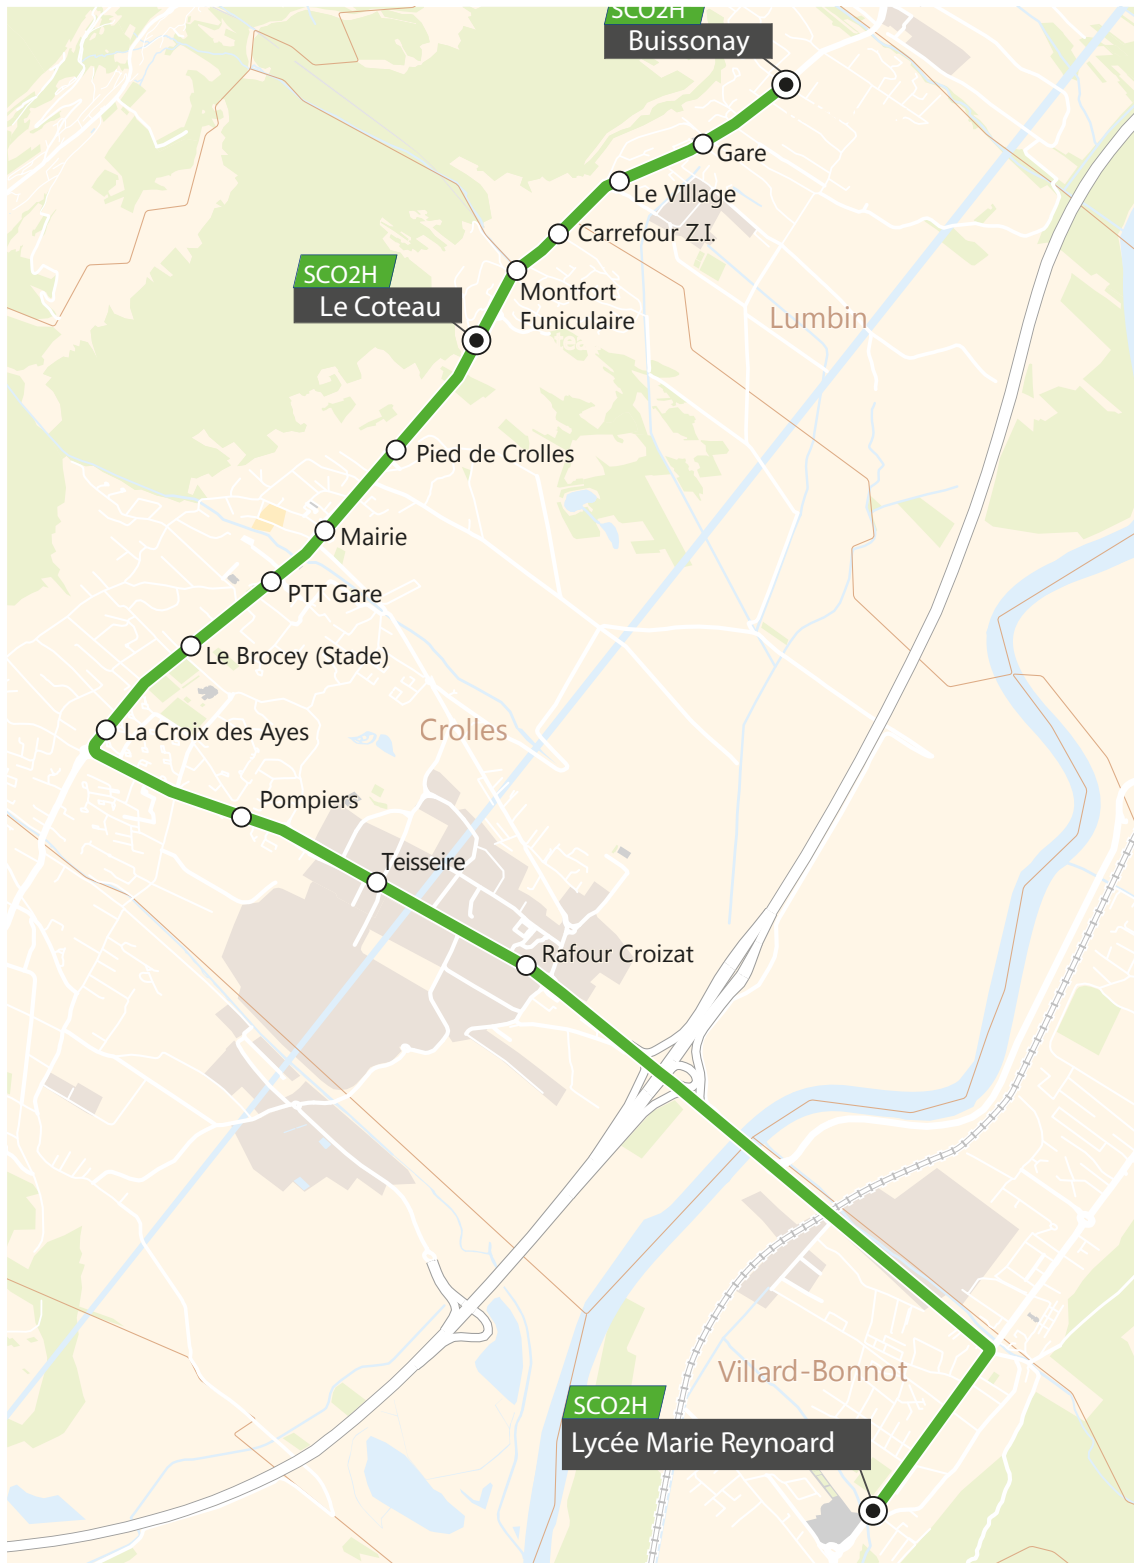 SCO2H
Buissonay
Gare
Le VIllage
Carrefour Z.I.
SCO2H
Le Coteau
Montfort
Funiculaire
Lumbin
Pied de Crolles
Mairie
PTT Gare
Le Brocey (Stade)
La Croix des Ayes
Crolles
Pompiers
Teisseire
Rafour Croizat
Villard-Bonnot
SCO2H
Lycée Marie Reynoard